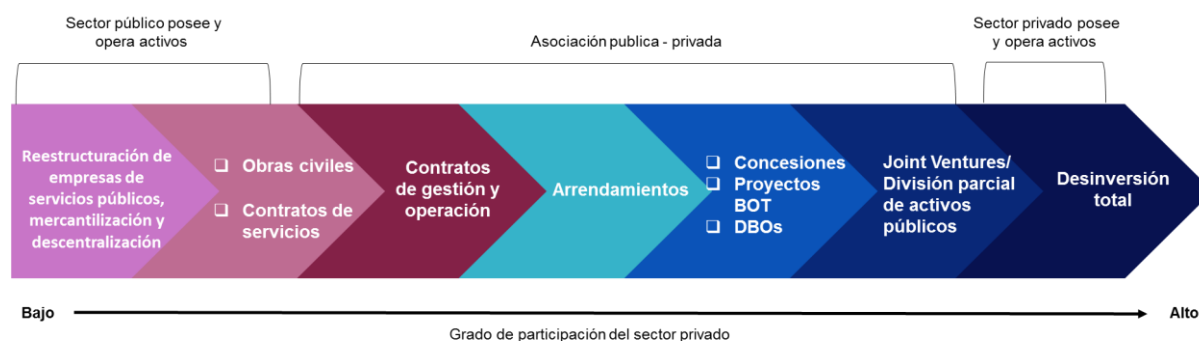 Sector público posee y
opera activos
Asociación publica - privada
Sector privado posee
y opera activos
Reestructuración de
empresas de
servicios públicos,
mercantilización y
descentralización
❑ Obras civiles
❑ Contratos de
servicios
Contratos
de gestión y
operación
Arrendamientos
❑ Concesiones
❑ Proyectos
BOT
❑ DBOs
Joint Ventures/
División parcial
de activos
públicos
Desinversión
total
Bajo
Alto
Grado de participación del sector privado